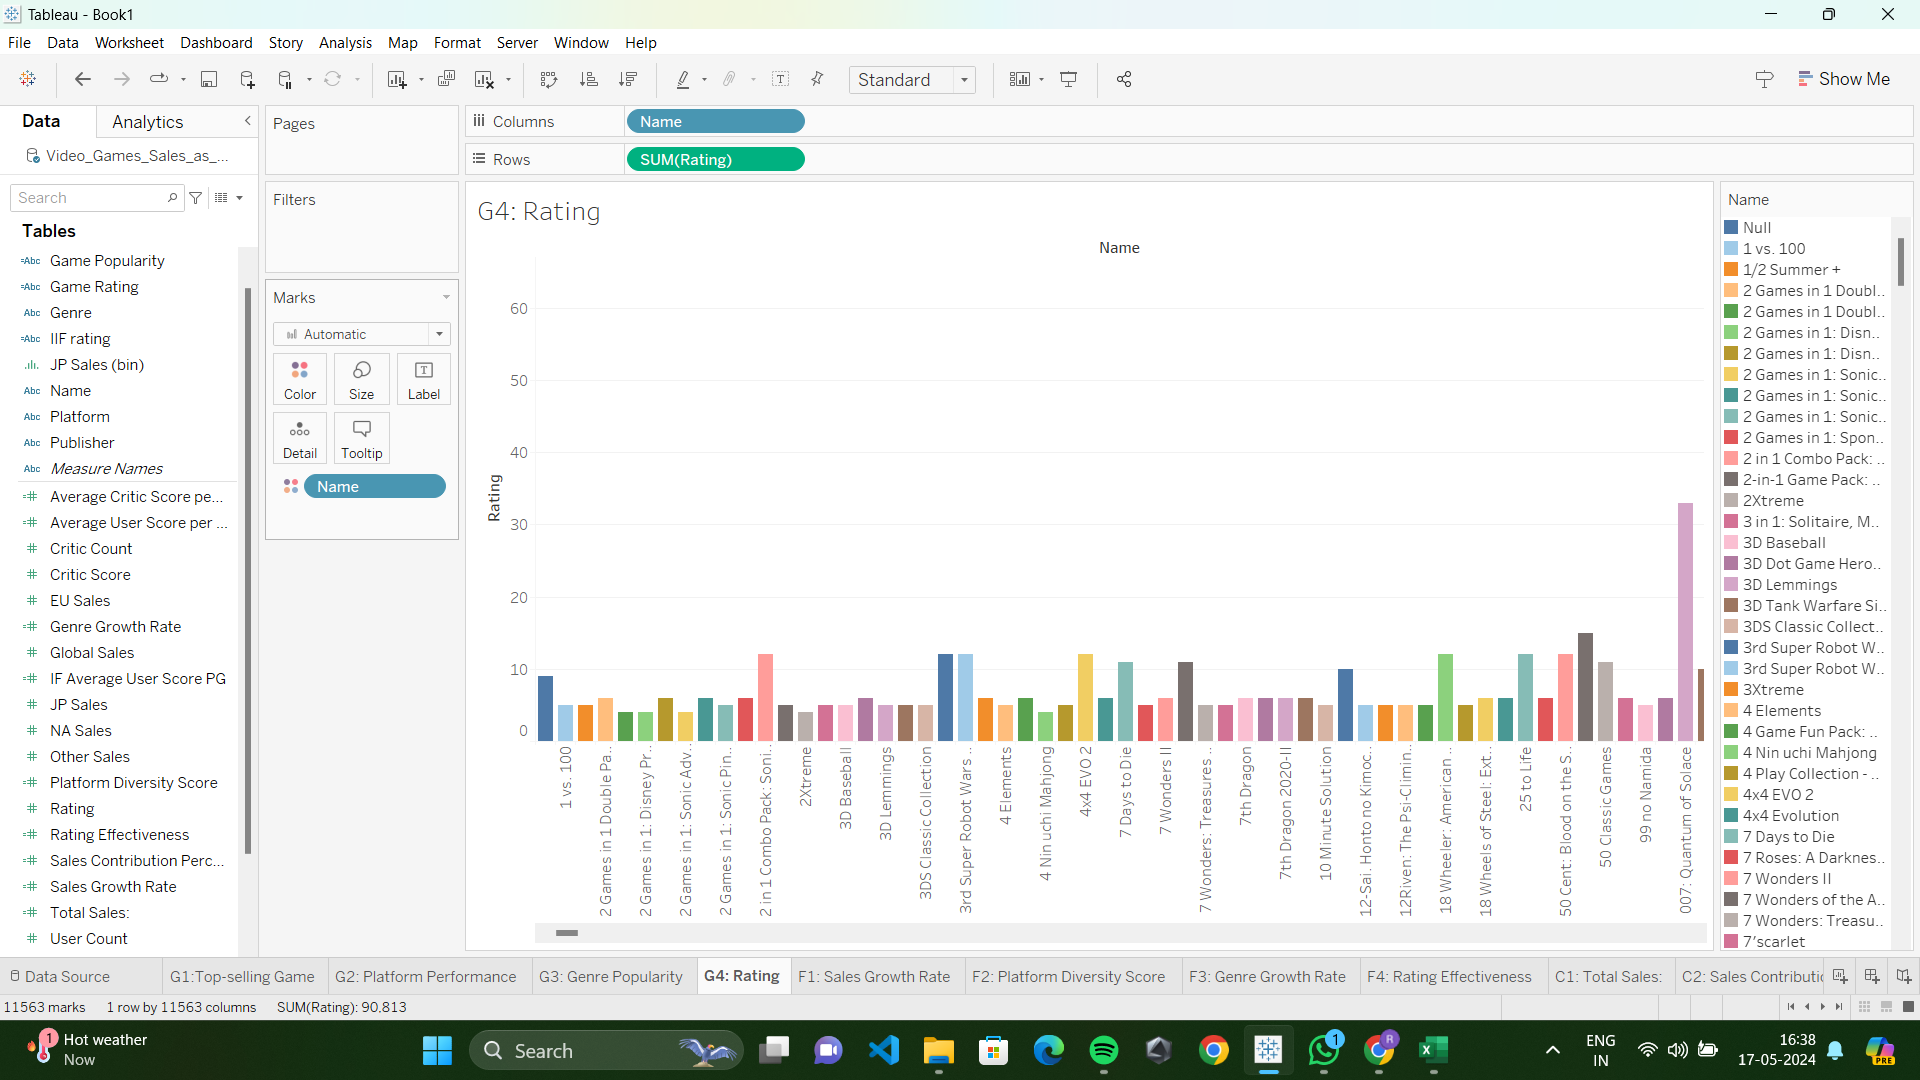 Tableau - Book1
File Data Worksheet Dashboard Story Analysis Map Format Server Window Help
Standard
Show Me
Data
Analytics
Video_Games_Sales_as_...
Search
Tables
Game Popularity
Game Rating
Genre
IIF rating
JP Sales (bin)
Name
Platform
Publisher
Measure Names
Average Critic Score pe...
Average User Score per ...
Critic Count
Critic Score
EU Sales
Genre Growth Rate
Global Sales
IF Average User Score PG
JP Sales
NA Sales
Other Sales
Platform Diversity Score
Rating
Rating Effectiveness
Sales Contribution Perc...
Sales Growth Rate
Total Sales:
User Count
Pages
Filters
Marks
Automatic
Color
Size
Label
Detail
Tooltip
Name
Columns
Name
Rows
SUM(Rating)
G4: Rating
Name
Rating
60
50
40
30
20
10
0
1 vs. 100
2 Games in 1 Double Pa..
2 Games in 1: Disney Pr..
2 Games in 1: Sonic Adv..
2 Games in 1: Sonic Pin..
2 in 1 Combo Pack: Soni..
2Xtreme
3D Baseball
3D Lemmings
3DS Classic Collection
3rd Super Robot Wars ..
4 Elements
4 Nin uchi Mahjong
4x4 EVO 2
7 Days to Die
7 Wonders II
7 Wonders: Treasures ..
7th Dragon
7th Dragon 2020-II
10 Minute Solution
12-Sai. Honto no Kimoc..
12River: The Psi-Climin..
18 Wheeler: American ..
18 Wheels of Steel: Ext..
25 to Life
50 Cent: Blood on the S..
50 Classic Games
99 no Namida
007: Quantum of Solace
Name
Null
1 vs. 100
1/2 Summer +
2 Games in 1 Doubl..
2 Games in 1 Doubl..
2 Games in 1: Disn..
2 Games in 1: Disn..
2 Games in 1: Sonic..
2 Games in 1: Sonic..
2 Games in 1: Sonic..
2 Games in 1: Spon..
2 in 1 Combo Pack: ..
2-in-1 Game Pack: ..
2Xtreme
3 in 1: Solitaire, M..
3D Baseball
3D Dot Game Hero..
3D Lemmings
3D Tank Warfare Si..
3DS Classic Collect..
3rd Super Robot W..
3rd Super Robot W..
3Xtreme
4 Elements
4 Game Fun Pack: ..
4 Nin uchi Mahjong
4 Play Collection - ..
4x4 EVO 2
4x4 Evolution
7 Days to Die
7 Roses: A Darknes..
7 Wonders II
7 Wonders of the A..
7 Wonders: Treasu..
7'scarlet
Data Source
G1:Top-selling Game
G2: Platform Performance
G3: Genre Popularity
G4: Rating
F1: Sales Growth Rate
F2: Platform Diversity Score
F3: Genre Growth Rate
F4: Rating Effectiveness
C1: Total Sales:
C2: Sales Contributi
11563 marks 1 row by 11563 columns SUM(Rating): 90,813
1
Hot weather
Now
Search
PRE
R
1
ENG
IN
16:38
17-05-2024
PRE